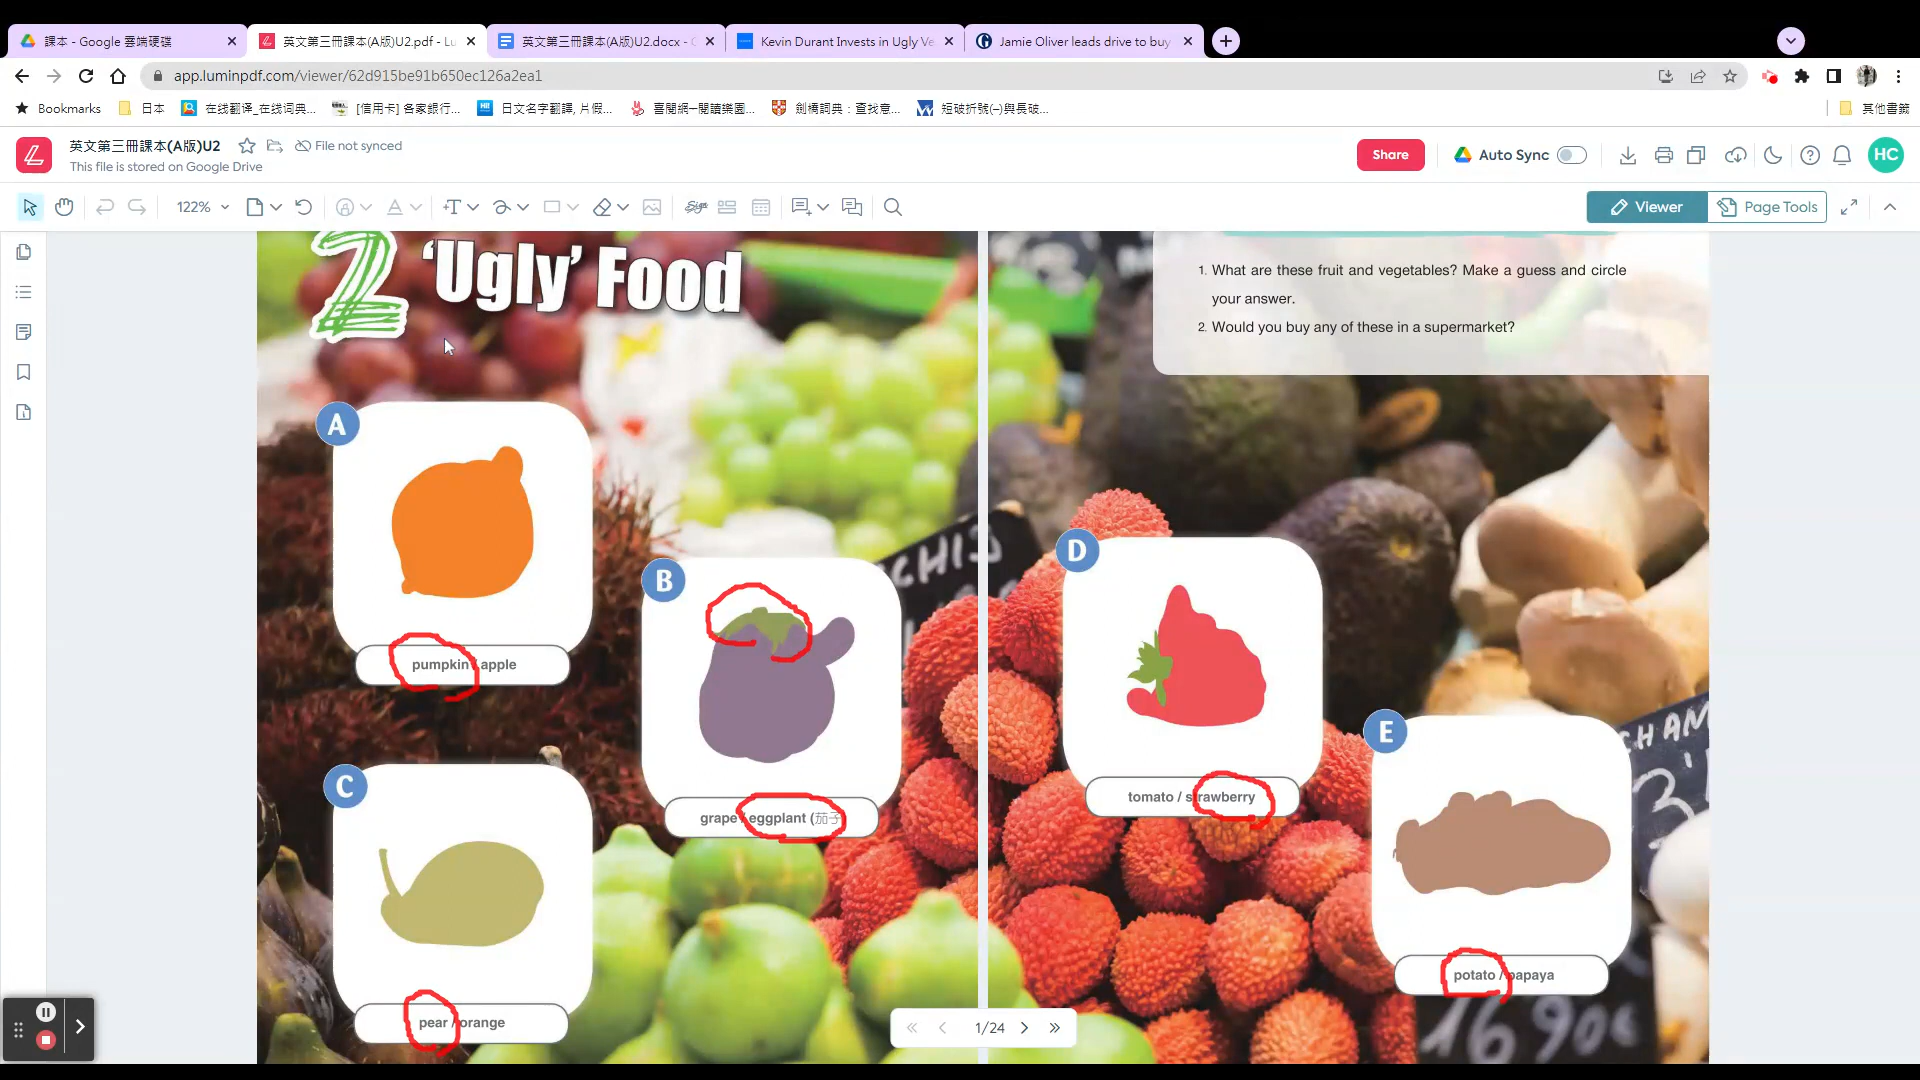 課本 - Google 雲端硬碟
英文第三冊課本(A版)U2.pdf - Lu
英文第三冊課本(A版)U2.docx - G
Kevin Durant Invests in Ugly Ve
Jamie Oliver leads drive to buy
app.luminpdf.com/viewer/62d915be91b650ec126a2ea1
Bookmarks
日本
在线翻译_在线词典...
[信用卡] 各家銀行...
日文名字翻譯, 片假...
喜閱網─閱讀樂園...
劍橋詞典：查找意...
短破折號(–)與長破...
其他書籤
英文第三冊課本(A版)U2
File not synced
This file is stored on Google Drive
Share
Auto Sync
HC
122%
Sign
Viewer
Page Tools
2 'Ugly' Food
1. What are these fruit and vegetables? Make a guess and circle
your answer.
2. Would you buy any of these in a supermarket?
A
pumpkin / apple
B
grape / eggplant (茄子)
C
pear / orange
D
tomato / strawberry
E
potato / papaya
1/24